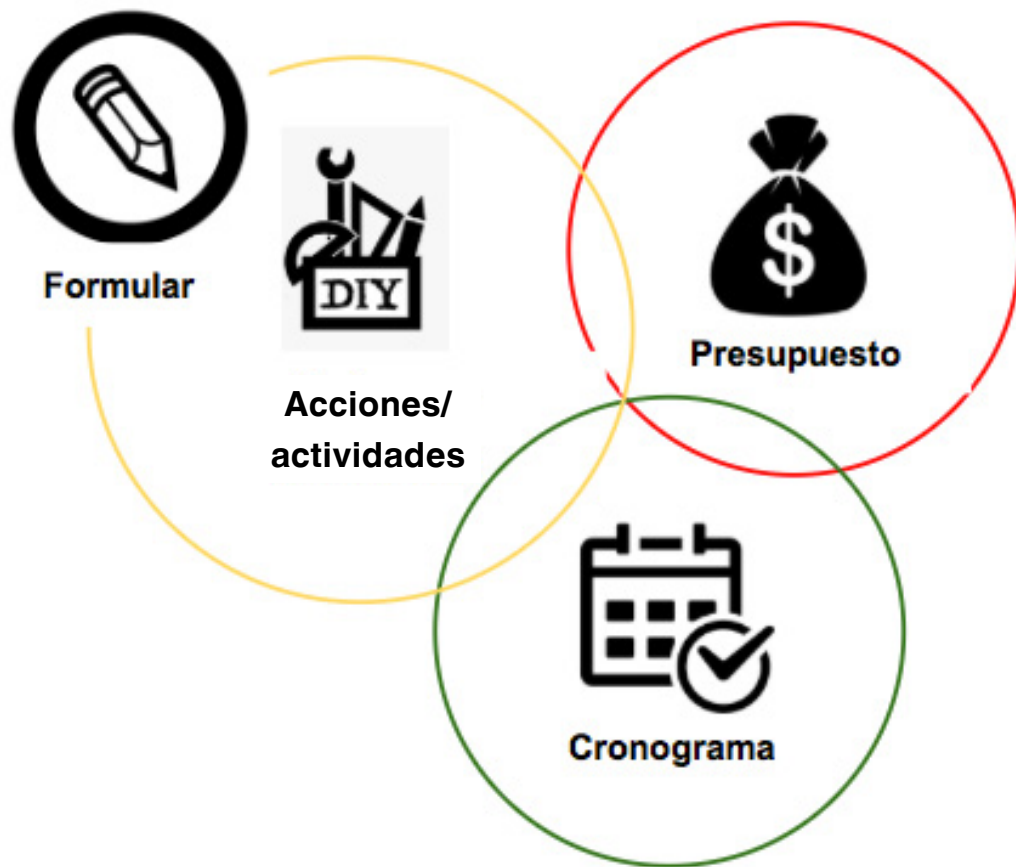 Formular
DIY
Acciones/
actividades
$
Presupuesto
Cronograma